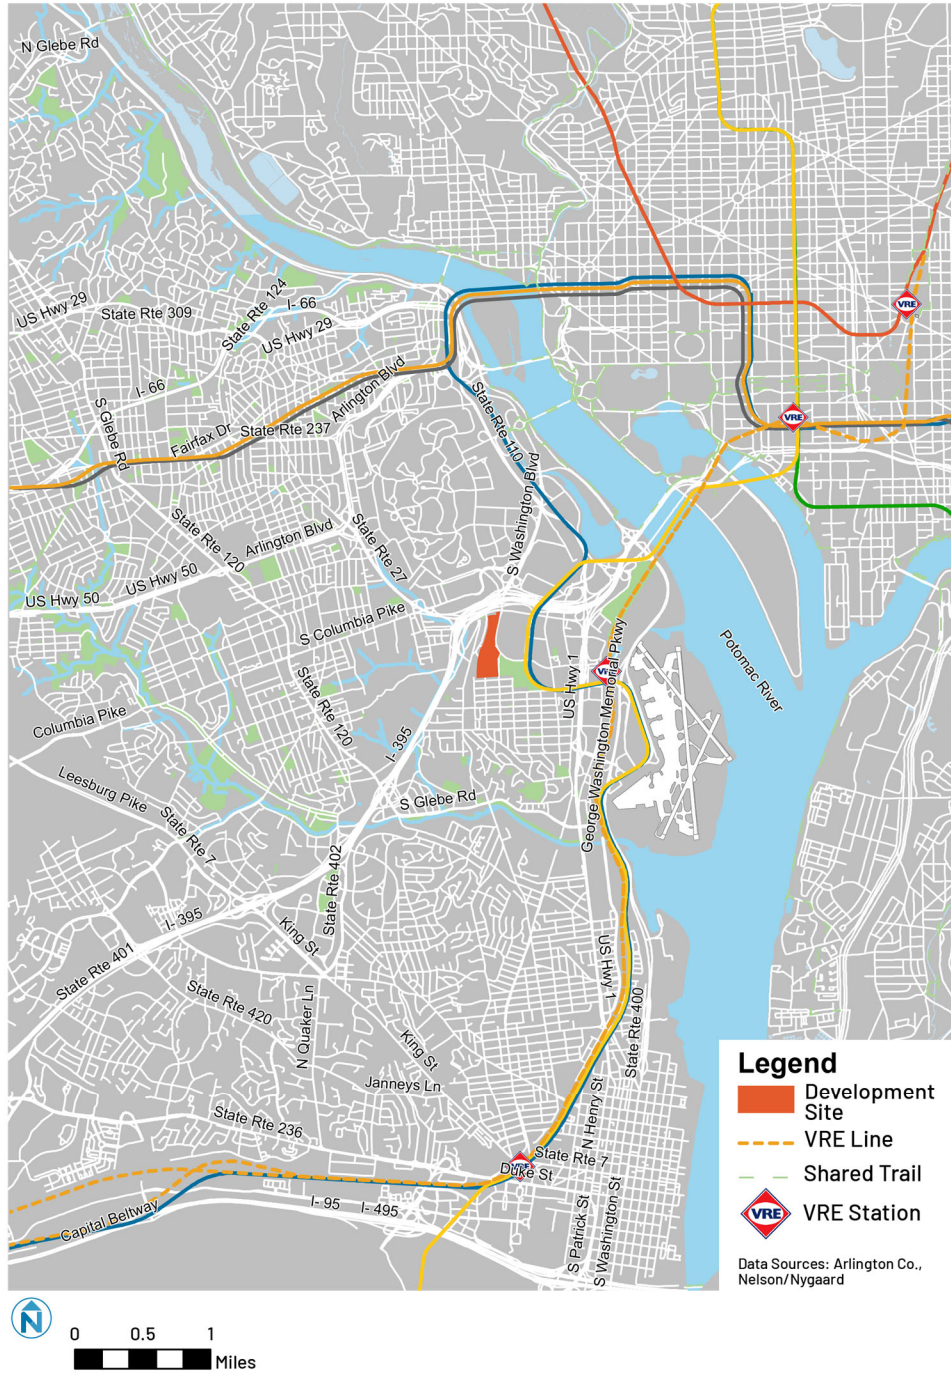 N Glebe Rd
US Hwy 29
State Rte 309
State Rte 124
I- 66
US Hwy 29
VRE
I- 66
Arlington Blvd
S Glebe Rd
Fairfax Dr
State Rte 237
State Rte 110
VRE
S Washington Blvd
State Rte 120
Arlington Blvd
State Rte 27
US Hwy 50
US Hwy 50
S Columbia Pike
Potomac River
George Washington Memorial Pkwy
US Hwy 1
State Rte 120
Columbia Pike
I- 395
Leesburg Pike
S Glebe Rd
State Rte 7
State Rte 402
I- 395
King St
State Rte 401
US Hwy 1
State Rte 420
N Quaker Ln
State Rte 400
King St
Janneys Ln
N Henry St
State Rte 236
State Rte 7
Duke St
Capital Beltway
I- 95
I- 495
S Patrick St
S Washington St
Legend
Development
Site
VRE Line
Shared Trail
VRE
VRE Station
Data Sources: Arlington Co.,
Nelson/Nygaard
N
0 0.5 1
Miles